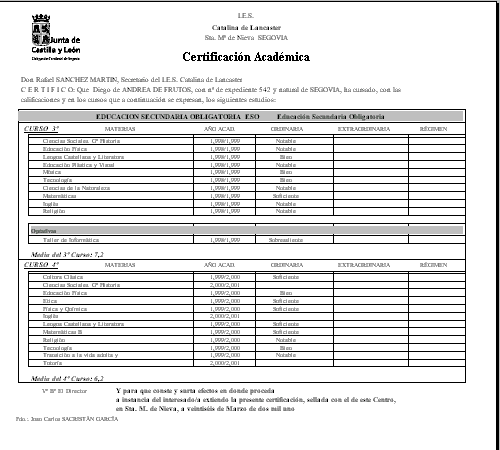 I.E.S.
Catalina de Lancaster
Sta. Mª de Nieva SEGOVIA
Junta de
Castilla y León
Certificación Académica
Don Rafael SANCHEZ MARTIN, Secretario del I.E.S. Catalina de Lancaster
C E R T I F I C O: Que Diego de ANDREA DE FRUTOS, con nº de expediente 542 y natural de SEGOVIA, ha cursado, con las
calificaciones y en los cursos que a continuación se expresan, los siguientes estudios:
EDUCACION SECUNDARIA OBLIGATORIA ESO Educación Secundaria Obligatoria
CURSO 3º MATERIAS AÑO ACAD. ORDINARIA EXTRAORDINARIA RÉGIMEN
Ciencias Sociales. Gª Historia 1,998/1,999 Notable
Educación Física 1,998/1,999 Notable
Lengua Castellana y Literatura 1,998/1,999 Bien
Educación Plástica y Visual 1,998/1,999 Notable
Música 1,998/1,999 Bien
Tecnología 1,998/1,999 Bien
Ciencias de la Naturaleza 1,998/1,999 Notable
Matemáticas 1,998/1,999 Suficiente
Inglés 1,998/1,999 Notable
Religión 1,998/1,999 Notable
Optativas
Taller de Informática 1,998/1,999 Sobresaliente
Media del 3º Curso: 7,2
CURSO 4º MATERIAS AÑO ACAD. ORDINARIA EXTRAORDINARIA RÉGIMEN
Cultura Clásica 1,999/2,000 Suficiente
Ciencias Sociales. Gª Historia 2,000/2,001
Educación Física 1,999/2,000 Bien
Etica 1,999/2,000 Suficiente
Física y Química 1,999/2,000 Suficiente
Inglés 2,000/2,001
Lengua Castellana y Literatura 1,999/2,000 Suficiente
Matemáticas B 1,999/2,000 Suficiente
Religión 1,999/2,000 Notable
Tecnología 1,999/2,000 Bien
Transición a la vida adulta y 1,999/2,000 Notable
Tutoría 2,000/2,001
Media del 4º Curso: 6,2
Vº Bº El Director Y para que conste y surta efectos en donde proceda
a instancia del interesado/a extiendo la presente certificación, sellada con el de este Centro,
en Sta. M. de Nieva, a veintiséis de Marzo de dos mil uno
Fdo.: Juan Carlos SACRISTÁN GARCÍA